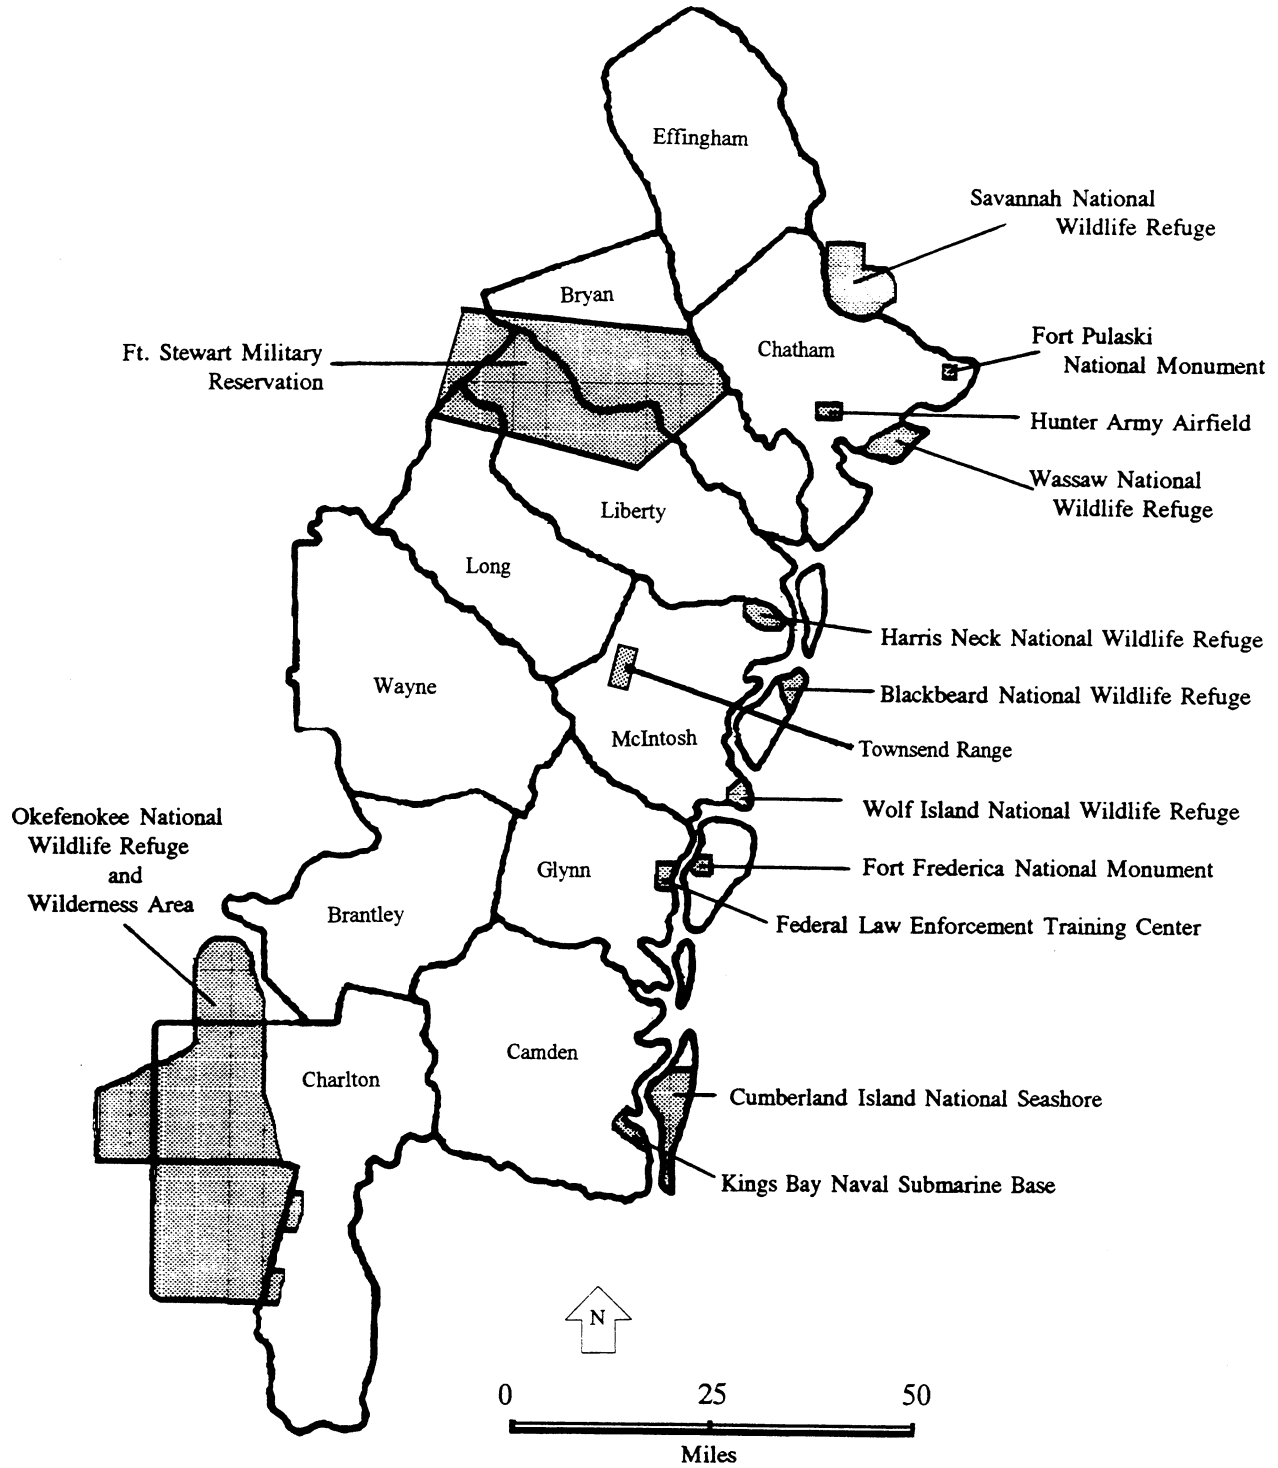 Effingham
Savannah National
Wildlife Refuge
Bryan
Fort Pulaski
National Monument
Chatham
Ft. Stewart Military
Reservation
Hunter Army Airfield
Wassaw National
Wildlife Refuge
Liberty
Long
Harris Neck National Wildlife Refuge
Wayne
Blackbeard National Wildlife Refuge
McIntosh
Townsend Range
Wolf Island National Wildlife Refuge
Okefenokee National
Wildlife Refuge
and
Wilderness Area
Glynn
Fort Frederica National Monument
Brantley
Federal Law Enforcement Training Center
Camden
Charlton
Cumberland Island National Seashore
Kings Bay Naval Submarine Base
N
0 25 50
Miles